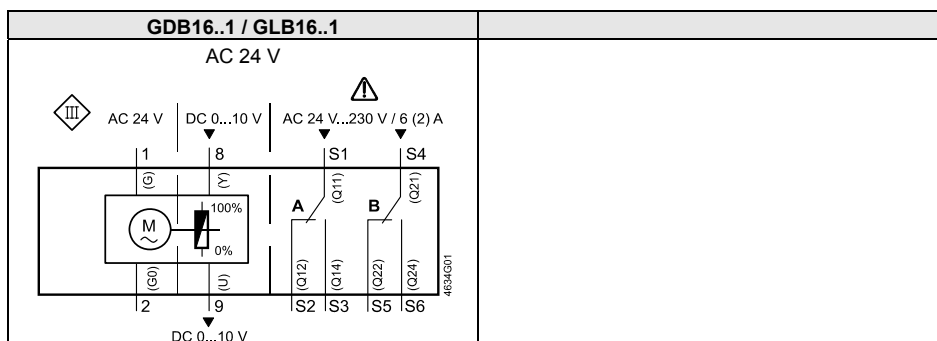 GDB16..1 / GLB16..1
AC 24 V
III
AC 24 V
DC 0...10 V
AC 24 V...230 V / 6 (2) A
1
8
S1
S4
(G)
(Y)
(Q11)
(Q21)
M
100%
0%
A
B
(G0)
(U)
(Q12)
(Q14)
(Q22)
(Q24)
2
9
S2
S3
S5
S6
4634G01
DC 0...10 V